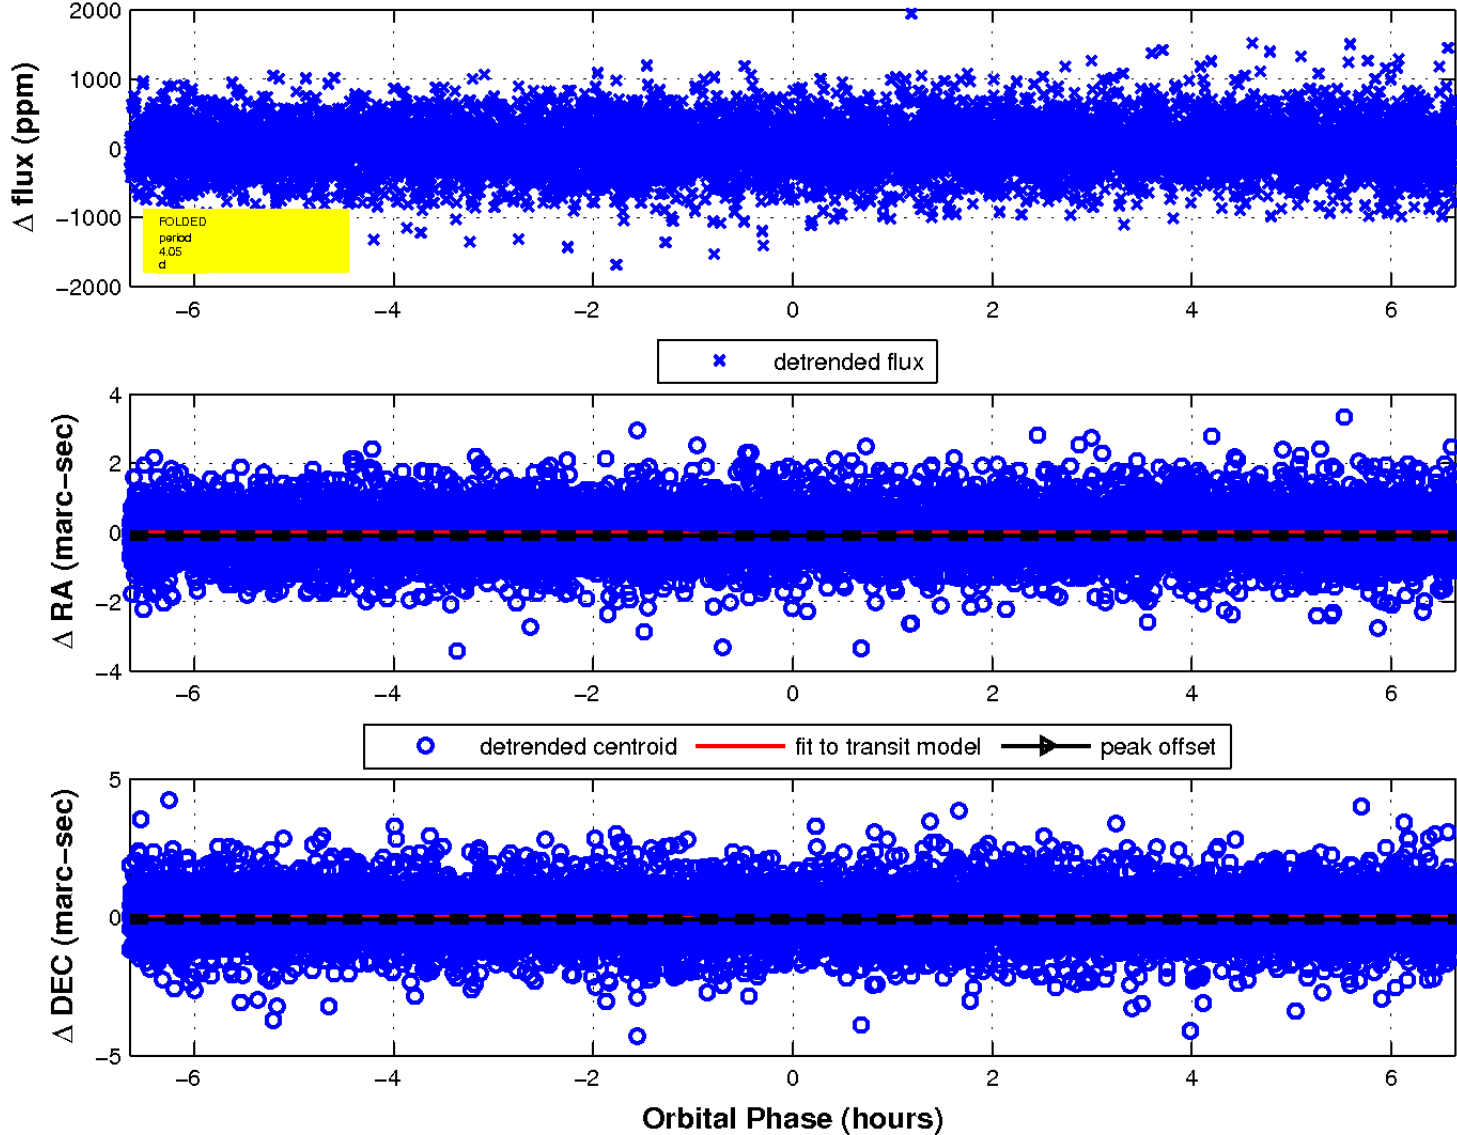 2000
1000
0
−1000
−2000
Δ flux (ppm)
FOLDED
period
4.05
d
−6 −4 −2 0 2 4 6
detrended flux
4
2
0
−2
−4
Δ RA (marc−sec)
−6 −4 −2 0 2 4 6
detrended centroid fit to transit model peak offset
5
0
−5
Δ DEC (marc−sec)
−6 −4 −2 0 2 4 6
Orbital Phase (hours)